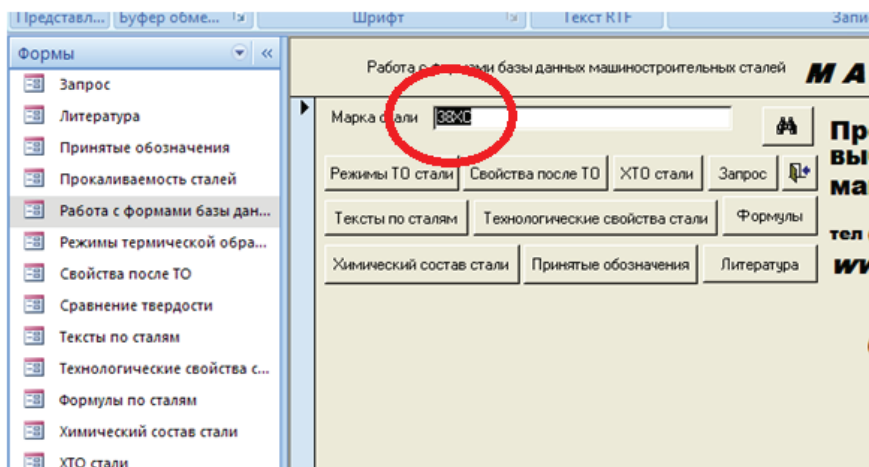 Представл... Буфер обме... Шрифт Текст RTF Запи
Формы
Запрос
Литература
Принятые обозначения
Прокаливаемость сталей
Работа с формами базы дан...
Режимы термической обра...
Свойства после ТО
Сравнение твердости
Тексты по сталям
Технологические свойства с...
Формулы по сталям
Химический состав стали
ХТО стали
Работа с формами базы данных машиностроительных сталей МА
Марка стали 38ХС
Режимы ТО стали Свойства после ТО ХТО стали Запрос
Тексты по сталям Технологические свойства стали Формулы
Химический состав стали Принятые обозначения Литература
Пр
вы
ма
тел